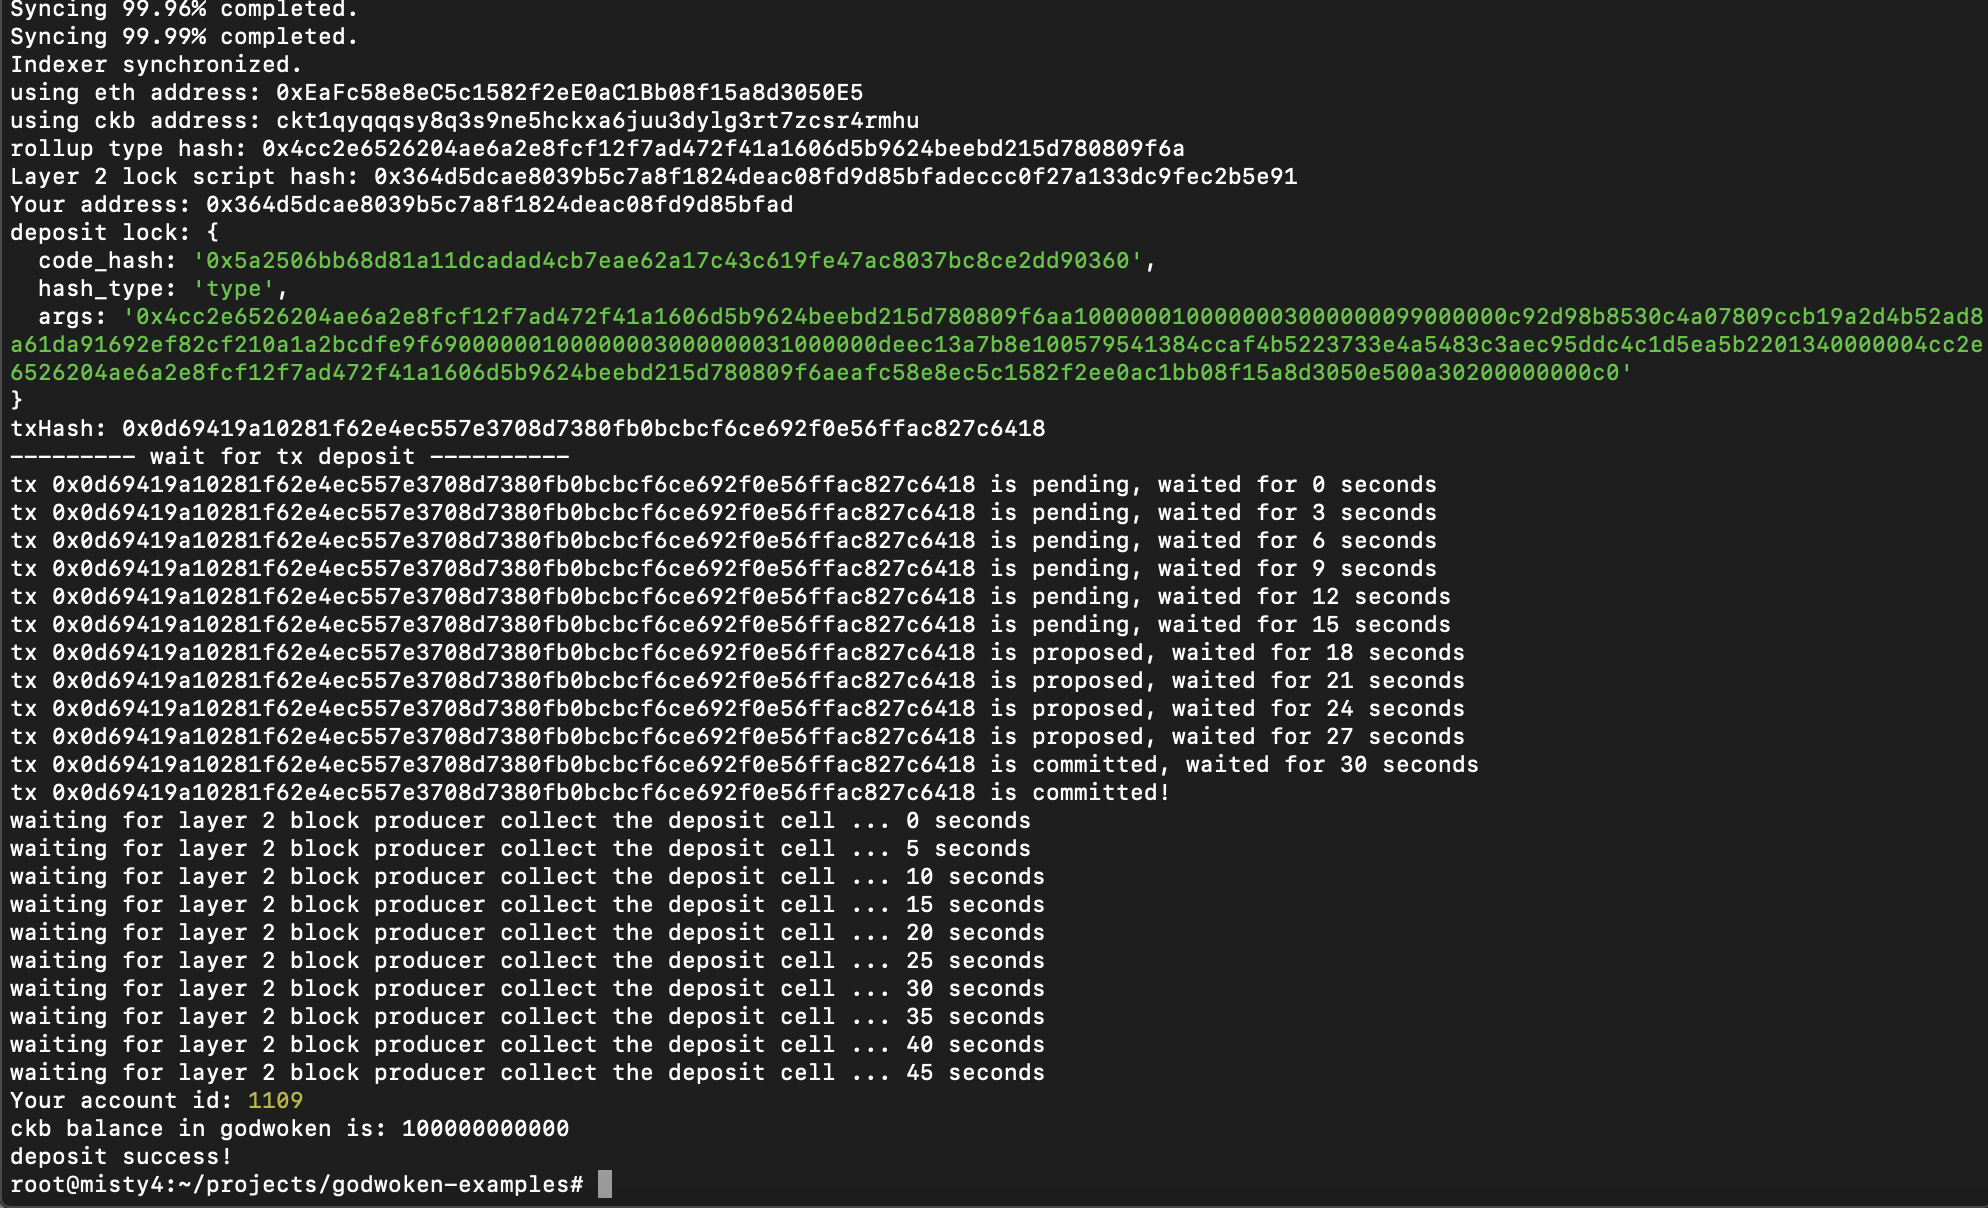 Syncing 99.96% completed.
Syncing 99.99% completed.
Indexer synchronized.
using eth address: 0xEaFc58e8eC5c1582f2eE0aC1Bb08f15a8d3050E5
using ckb address: ckt1qyqqqsy8q3s9ne5hckxa6juu3dylg3rt7zcsr4rmhu
rollup type hash: 0x4cc2e6526204ae6a2e8fcf12f7ad472f41a1606d5b9624beebd215d780809f6a
Layer 2 lock script hash: 0x364d5dcae8039b5c7a8f1824deac08fd9d85bfadeccc0f27a133dc9fec2b5e91
Your address: 0x364d5dcae8039b5c7a8f1824deac08fd9d85bfad
deposit lock: {
  code_hash: '0x5a2506bb68d81a11dcadad4cb7eae62a17c43c619fe47ac8037bc8ce2dd90360',
  hash_type: 'type',
  args: '0x4cc2e6526204ae6a2e8fcf12f7ad472f41a1606d5b9624beebd215d780809f6aa1000000100000003000000099000000c92d98b8530c4a07809ccb19a2d4b52ad8
a61da91692ef82cf210a1a2bcdfe9f690000000100000003000000031000000deec13a7b8e100579541384ccaf4b5223733e4a5483c3aec95ddc4c1d5ea5b2201340000004cc2e
6526204ae6a2e8fcf12f7ad472f41a1606d5b9624beebd215d780809f6aeafc58e8ec5c1582f2ee0ac1bb08f15a8d3050e500a30200000000c0'
}
txHash: 0x0d69419a10281f62e4ec557e3708d7380fb0bcbcf6ce692f0e56ffac827c6418
--------- wait for tx deposit ----------
tx 0x0d69419a10281f62e4ec557e3708d7380fb0bcbcf6ce692f0e56ffac827c6418 is pending, waited for 0 seconds
tx 0x0d69419a10281f62e4ec557e3708d7380fb0bcbcf6ce692f0e56ffac827c6418 is pending, waited for 3 seconds
tx 0x0d69419a10281f62e4ec557e3708d7380fb0bcbcf6ce692f0e56ffac827c6418 is pending, waited for 6 seconds
tx 0x0d69419a10281f62e4ec557e3708d7380fb0bcbcf6ce692f0e56ffac827c6418 is pending, waited for 9 seconds
tx 0x0d69419a10281f62e4ec557e3708d7380fb0bcbcf6ce692f0e56ffac827c6418 is pending, waited for 12 seconds
tx 0x0d69419a10281f62e4ec557e3708d7380fb0bcbcf6ce692f0e56ffac827c6418 is pending, waited for 15 seconds
tx 0x0d69419a10281f62e4ec557e3708d7380fb0bcbcf6ce692f0e56ffac827c6418 is proposed, waited for 18 seconds
tx 0x0d69419a10281f62e4ec557e3708d7380fb0bcbcf6ce692f0e56ffac827c6418 is proposed, waited for 21 seconds
tx 0x0d69419a10281f62e4ec557e3708d7380fb0bcbcf6ce692f0e56ffac827c6418 is proposed, waited for 24 seconds
tx 0x0d69419a10281f62e4ec557e3708d7380fb0bcbcf6ce692f0e56ffac827c6418 is proposed, waited for 27 seconds
tx 0x0d69419a10281f62e4ec557e3708d7380fb0bcbcf6ce692f0e56ffac827c6418 is committed, waited for 30 seconds
tx 0x0d69419a10281f62e4ec557e3708d7380fb0bcbcf6ce692f0e56ffac827c6418 is committed!
waiting for layer 2 block producer collect the deposit cell ... 0 seconds
waiting for layer 2 block producer collect the deposit cell ... 5 seconds
waiting for layer 2 block producer collect the deposit cell ... 10 seconds
waiting for layer 2 block producer collect the deposit cell ... 15 seconds
waiting for layer 2 block producer collect the deposit cell ... 20 seconds
waiting for layer 2 block producer collect the deposit cell ... 25 seconds
waiting for layer 2 block producer collect the deposit cell ... 30 seconds
waiting for layer 2 block producer collect the deposit cell ... 35 seconds
waiting for layer 2 block producer collect the deposit cell ... 40 seconds
waiting for layer 2 block producer collect the deposit cell ... 45 seconds
Your account id: 1109
ckb balance in godwoken is: 100000000000
deposit success!
root@misty4:~/projects/godwoken-examples#